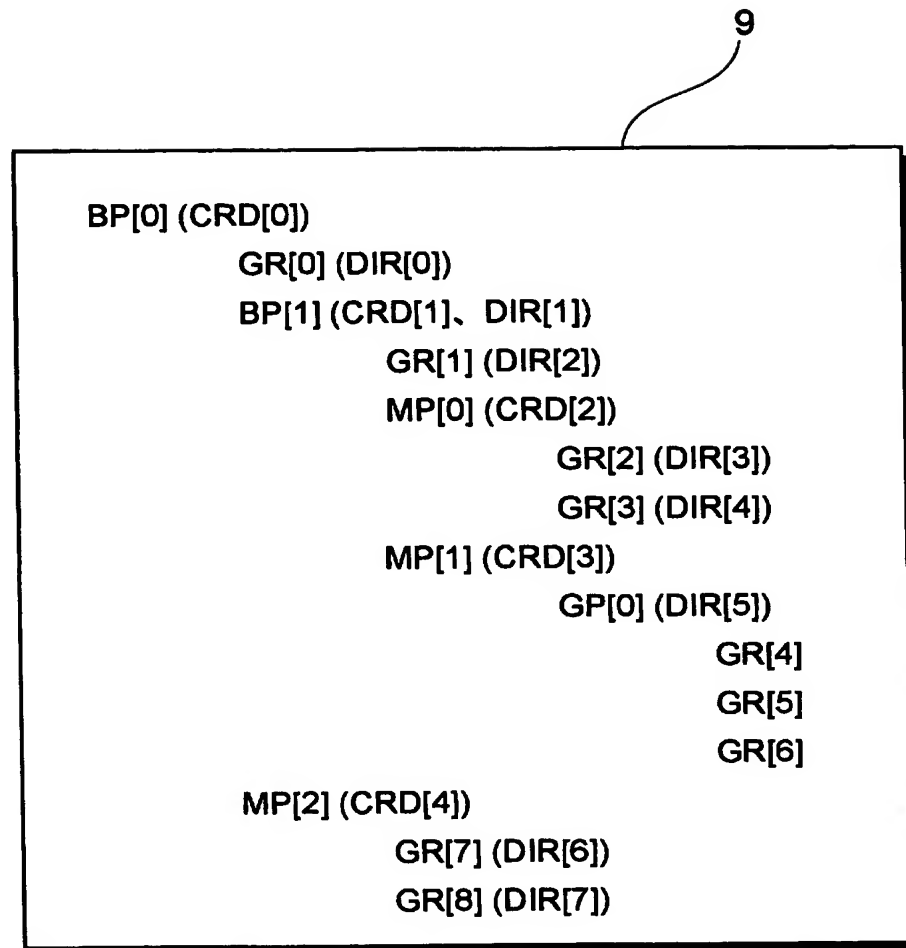 9
BP[0] (CRD[0])
GR[0] (DIR[0])
BP[1] (CRD[1]、DIR[1])
GR[1] (DIR[2])
MP[0] (CRD[2])
GR[2] (DIR[3])
GR[3] (DIR[4])
MP[1] (CRD[3])
GP[0] (DIR[5])
GR[4]
GR[5]
GR[6]
MP[2] (CRD[4])
GR[7] (DIR[6])
GR[8] (DIR[7])